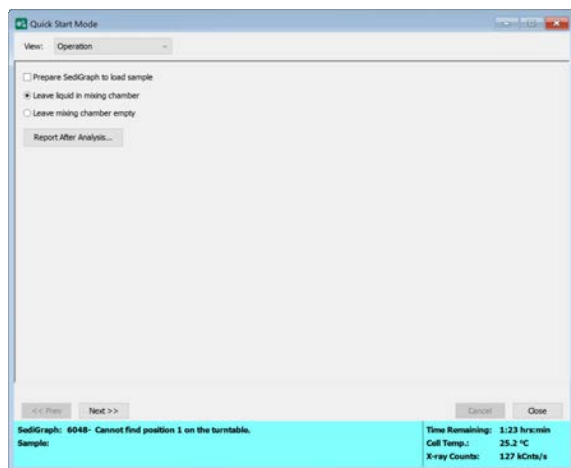 Quick Start Mode
View: Operation
Prepare SediGraph to load sample
Leave liquid in mixing chamber
Leave mixing chamber empty
Report After Analysis...
<< Prev Next >> Cancel Close
SediGraph: 6048- Cannot find position 1 on the turntable. Time Remaining: 1:23 hrs:min
Sample: Cell Temp.: 25.2 °C
X-ray Counts: 127 kCnts/s